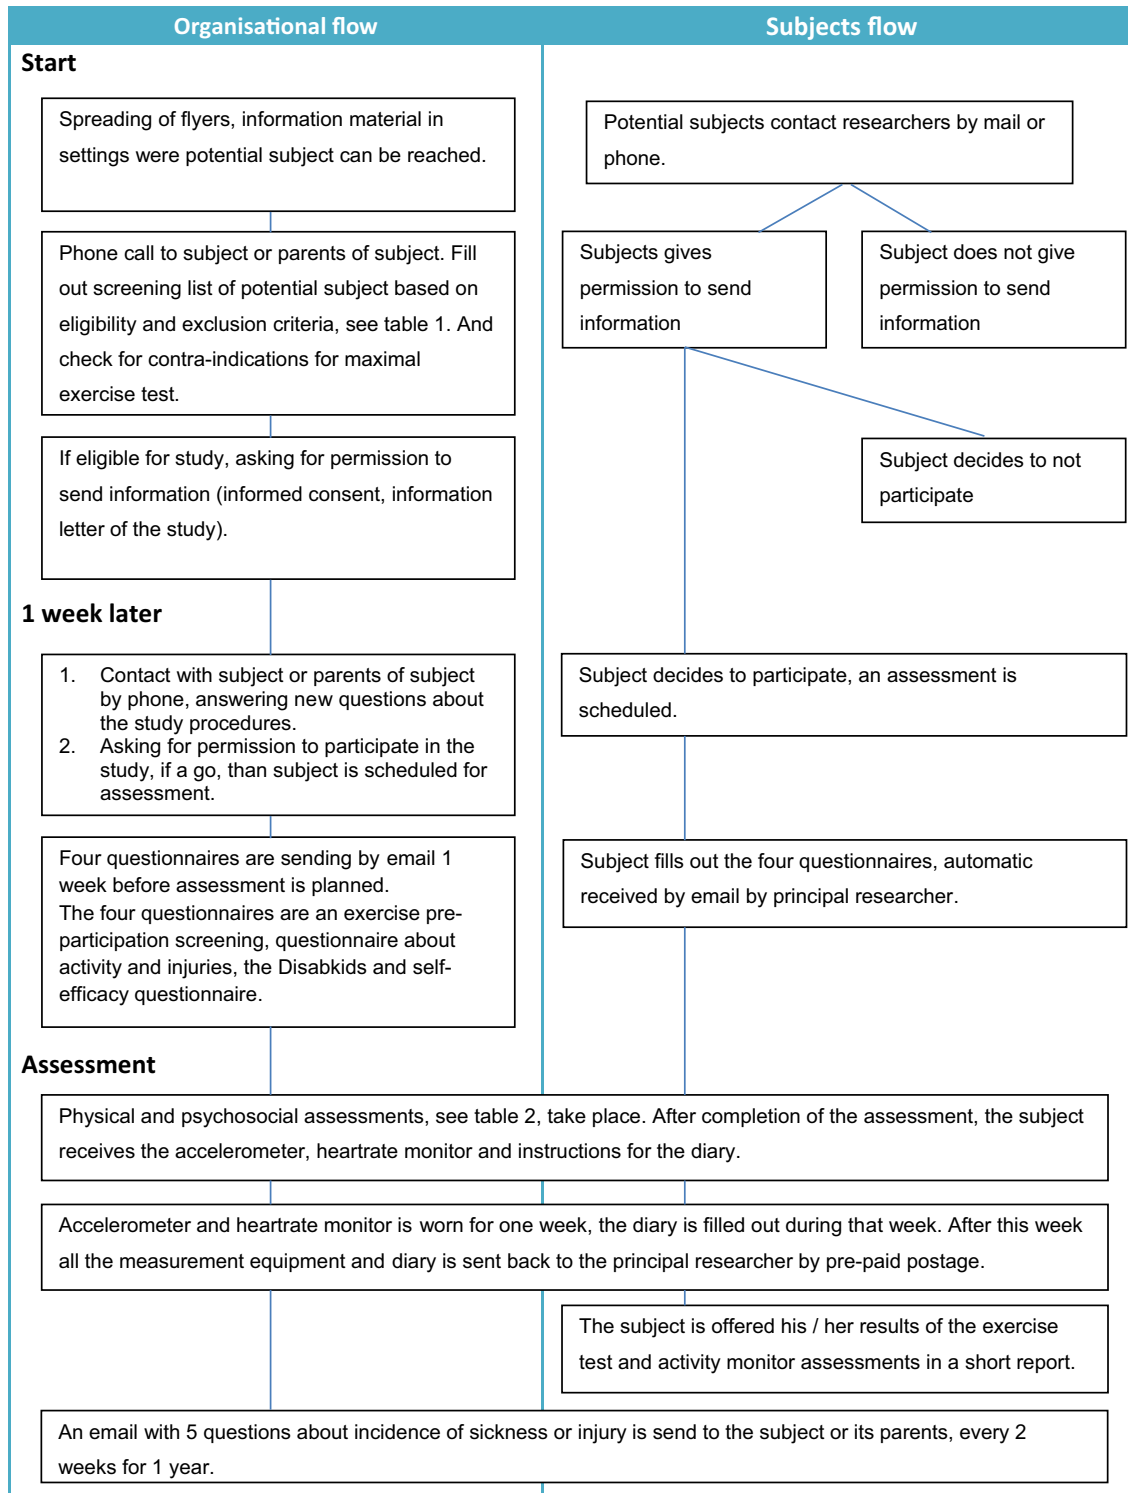 Organisational flow
Subjects flow
Start
Spreading of flyers, information material in
settings were potential subject can be reached.
Potential subjects contact researchers by mail or
phone.
Phone call to subject or parents of subject. Fill
out screening list of potential subject based on
eligibility and exclusion criteria, see table 1. And
check for contra-indications for maximal
exercise test.
Subjects gives
permission to send
information
Subject does not give
permission to send
information
If eligible for study, asking for permission to
send information (informed consent, information
letter of the study).
Subject decides to not
participate
1 week later
1. Contact with subject or parents of subject
by phone, answering new questions about
the study procedures.
2. Asking for permission to participate in the
study, if a go, than subject is scheduled for
assessment.
Subject decides to participate, an assessment is
scheduled.
Four questionnaires are sending by email 1
week before assessment is planned.
The four questionnaires are an exercise pre-
participation screening, questionnaire about
activity and injuries, the Disabkids and self-
efficacy questionnaire.
Subject fills out the four questionnaires, automatic
received by email by principal researcher.
Assessment
Physical and psychosocial assessments, see table 2, take place. After completion of the assessment, the subject
receives the accelerometer, heartrate monitor and instructions for the diary.
Accelerometer and heartrate monitor is worn for one week, the diary is filled out during that week. After this week
all the measurement equipment and diary is sent back to the principal researcher by pre-paid postage.
The subject is offered his / her results of the exercise
test and activity monitor assessments in a short report.
An email with 5 questions about incidence of sickness or injury is send to the subject or its parents, every 2
weeks for 1 year.